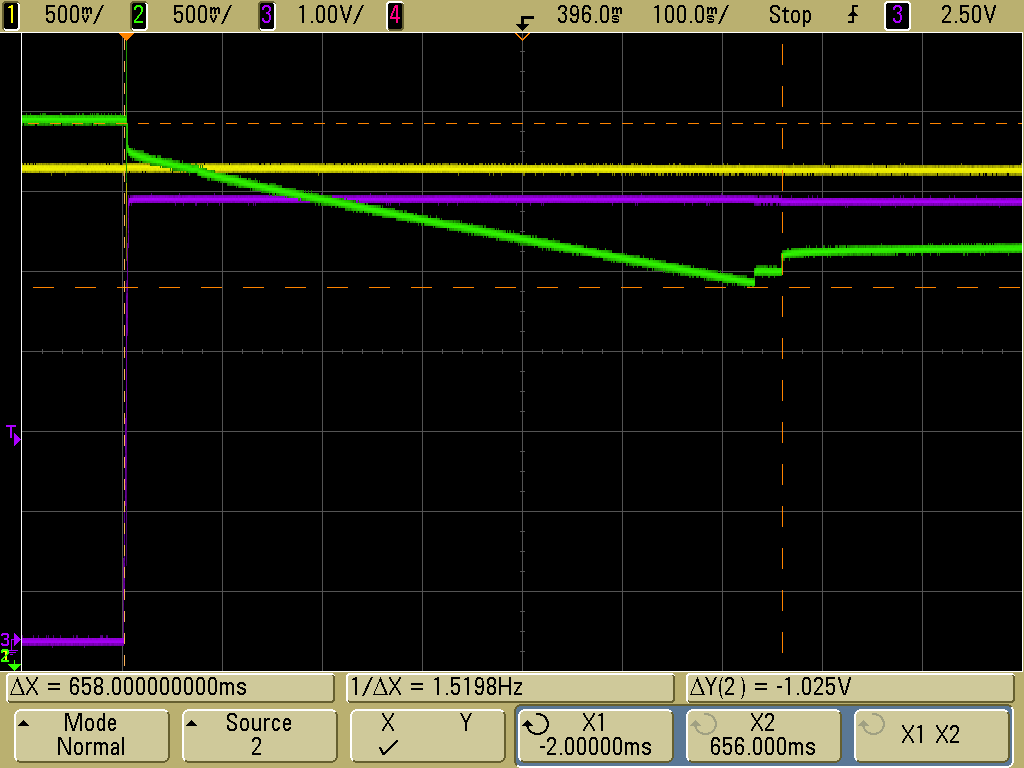 1 500mV/ 2 500mV/ 3 1.00V/ 4 396.0ms 100.0ms/ Stop 3 2.50V
T
3
2
ΔX = 658.000000000ms 1/ΔX = 1.5198Hz ΔY(2) = -1.025V
Mode Source X Y X1 X2 X1 X2
Normal 2 ✓ -2.00000ms 656.000ms